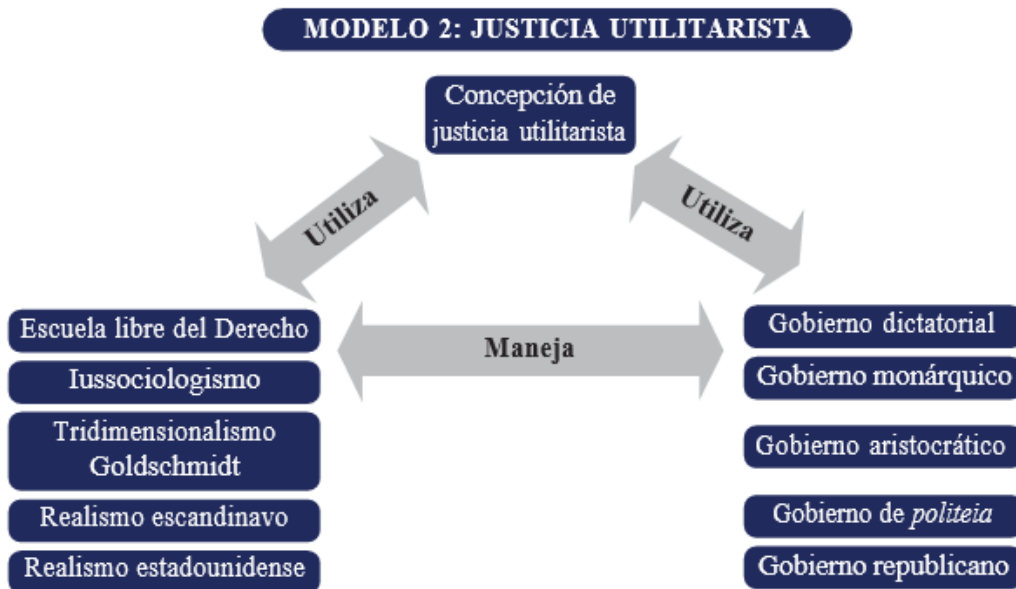 MODELO 2: JUSTICIA UTILITARISTA
Concepción de
justicia utilitarista
Utiliza
Utiliza
Maneja
Escuela libre del Derecho
Iussociologismo
Tridimensionalismo
Goldschmidt
Realismo escandinavo
Realismo estadounidense
Gobierno dictatorial
Gobierno monárquico
Gobierno aristocrático
Gobierno de politeia
Gobierno republicano